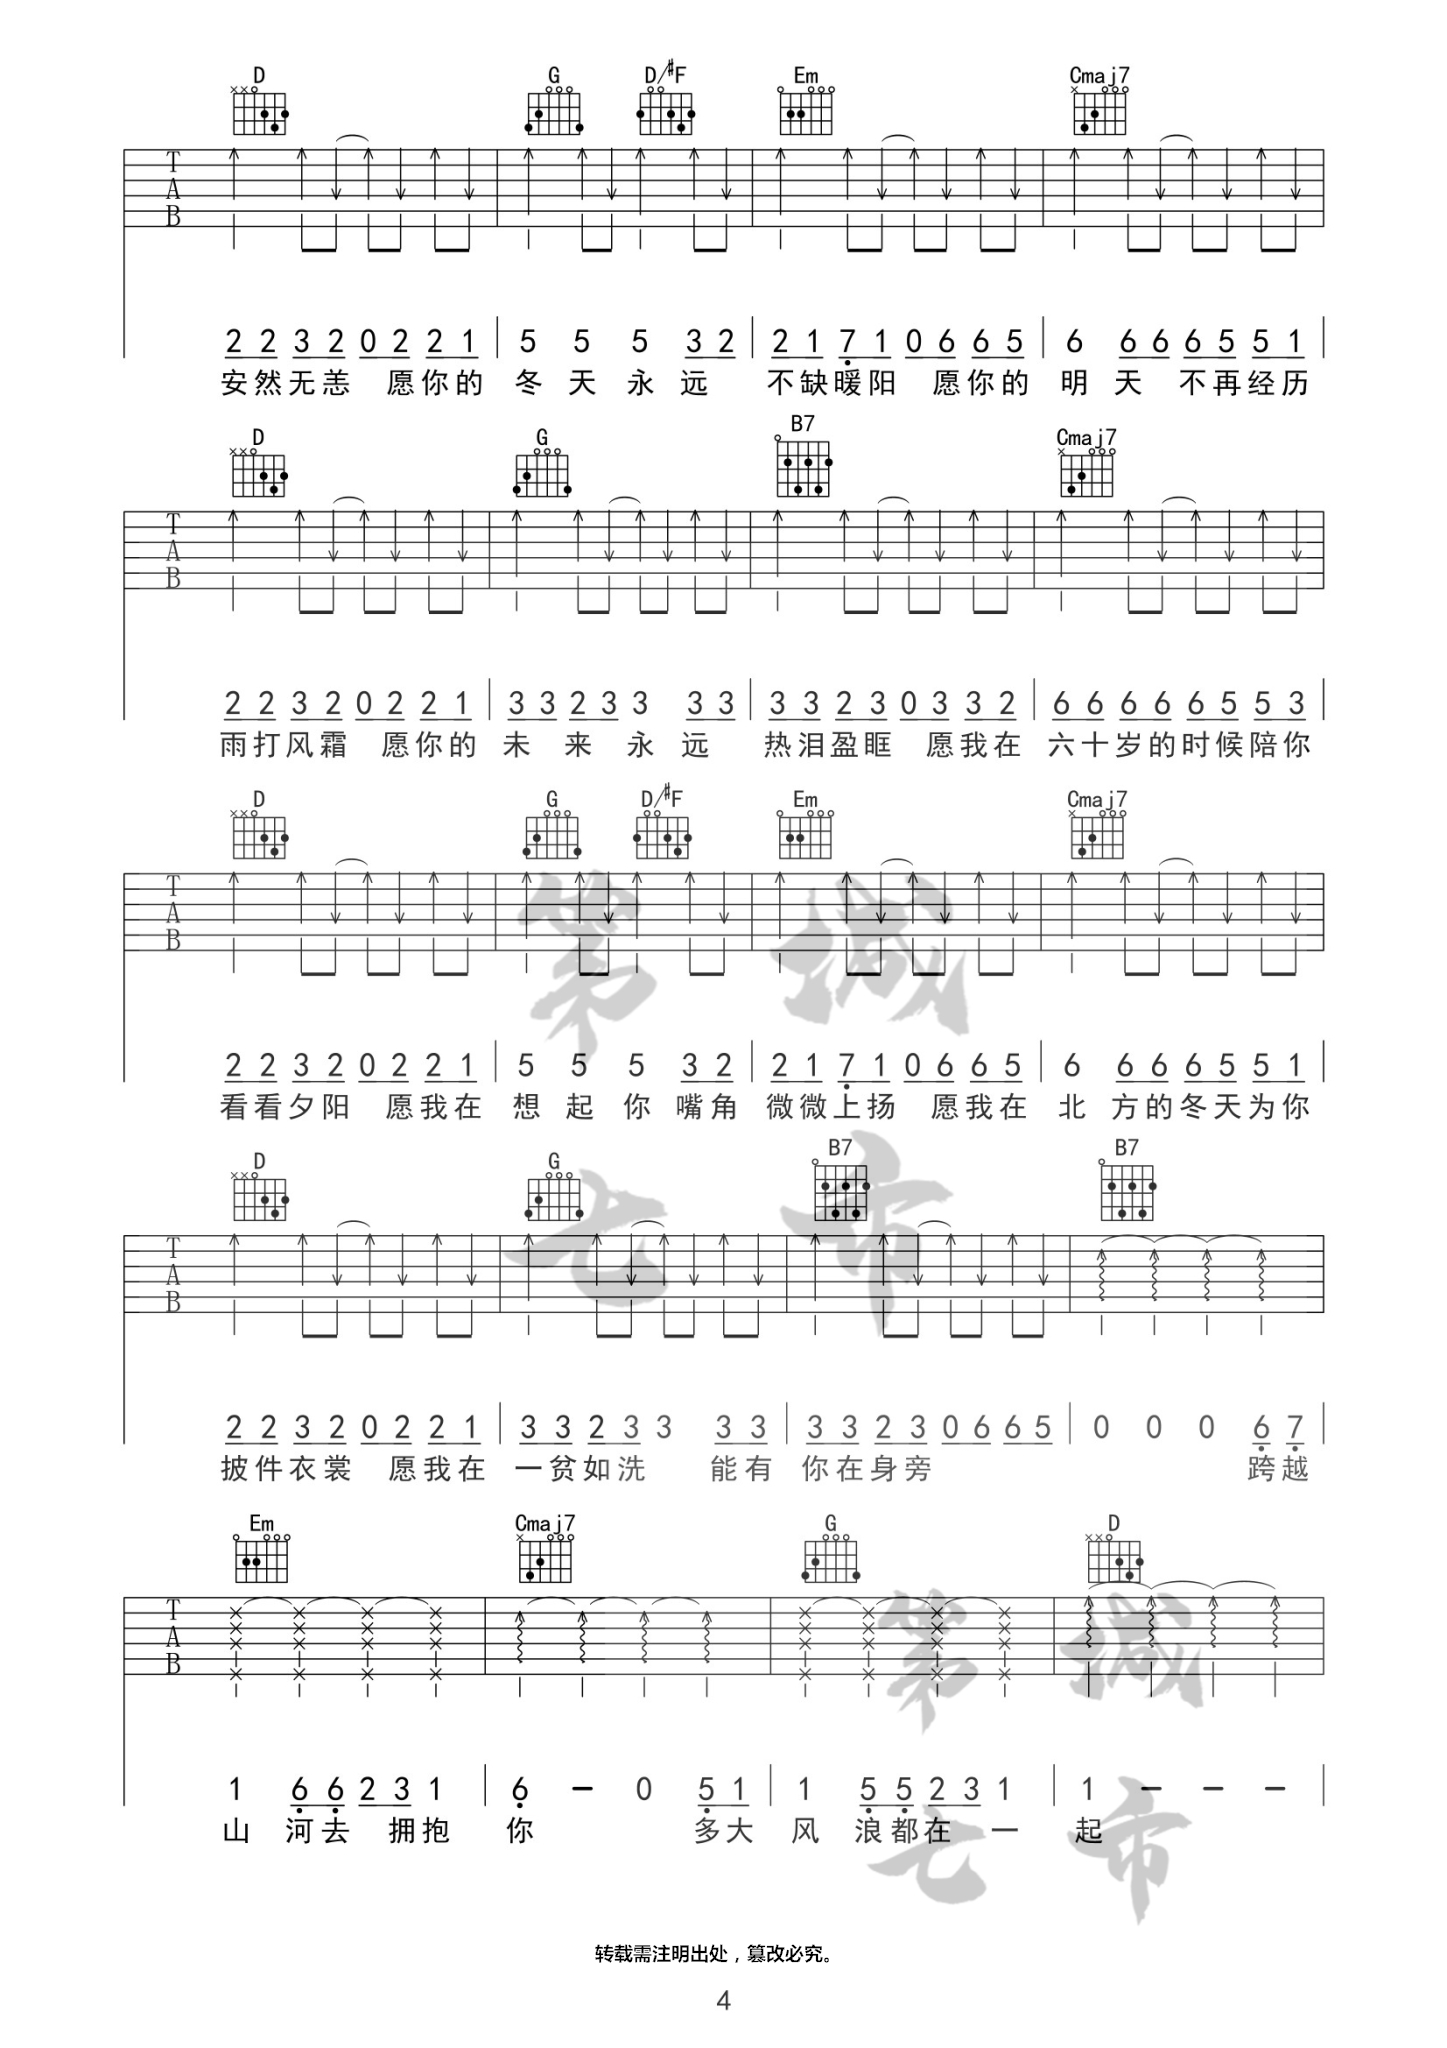 D G D/#F Em Cmaj7
T
A
B
2 2 3 2 0 2 2 1 5 5 5 3 2 2 1 7 1 0 6 6 5 6 6 6 6 5 5 1
安然无恙 愿你的 冬天永远 不缺暖阳 愿你的 明天 不再经历
D G B7 Cmaj7
T
A
B
2 2 3 2 0 2 2 1 3 3 2 3 3 3 3 3 3 2 3 0 3 3 2 6 6 6 6 6 5 5 3
雨打风霜 愿你的 未来永远 热泪盈眶 愿我在 六十岁的时候陪你
D G D/#F Em Cmaj7
T
A
B
2 2 3 2 0 2 2 1 5 5 5 3 2 2 1 7 1 0 6 6 5 6 6 6 6 5 5 1
看看夕阳 愿我在 想起你嘴角 微微上扬 愿我在 北方的冬天为你
D G B7 B7
T
A
B
2 2 3 2 0 2 2 1 3 3 2 3 3 3 3 3 3 2 3 0 6 6 5 0 0 0 6 7
披件衣裳 愿我在 一贫如洗 能有 你在身旁 跨越
Em Cmaj7 G D
T
A
B
1 6 6 2 3 1 6 - 0 5 1 1 5 5 2 3 1 1 - - -
山 河去 拥抱 你 多大 风 浪都在 一 起
第 城
七 市
第 城
七 市
转载需注明出处，篡改必究。
4